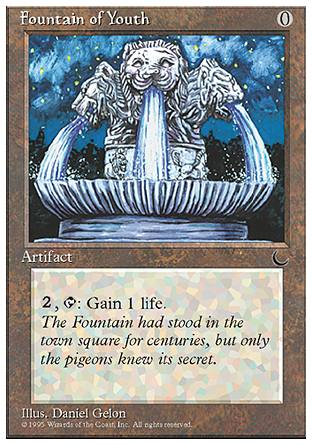 Fountain of Youth 0
Artifact
2, T: Gain 1 life.
The Fountain had stood in the
town square for centuries, but only
the pigeons knew its secret.
Illus. Daniel Gelon
© 1995 Wizards of the Coast, Inc. All rights reserved.